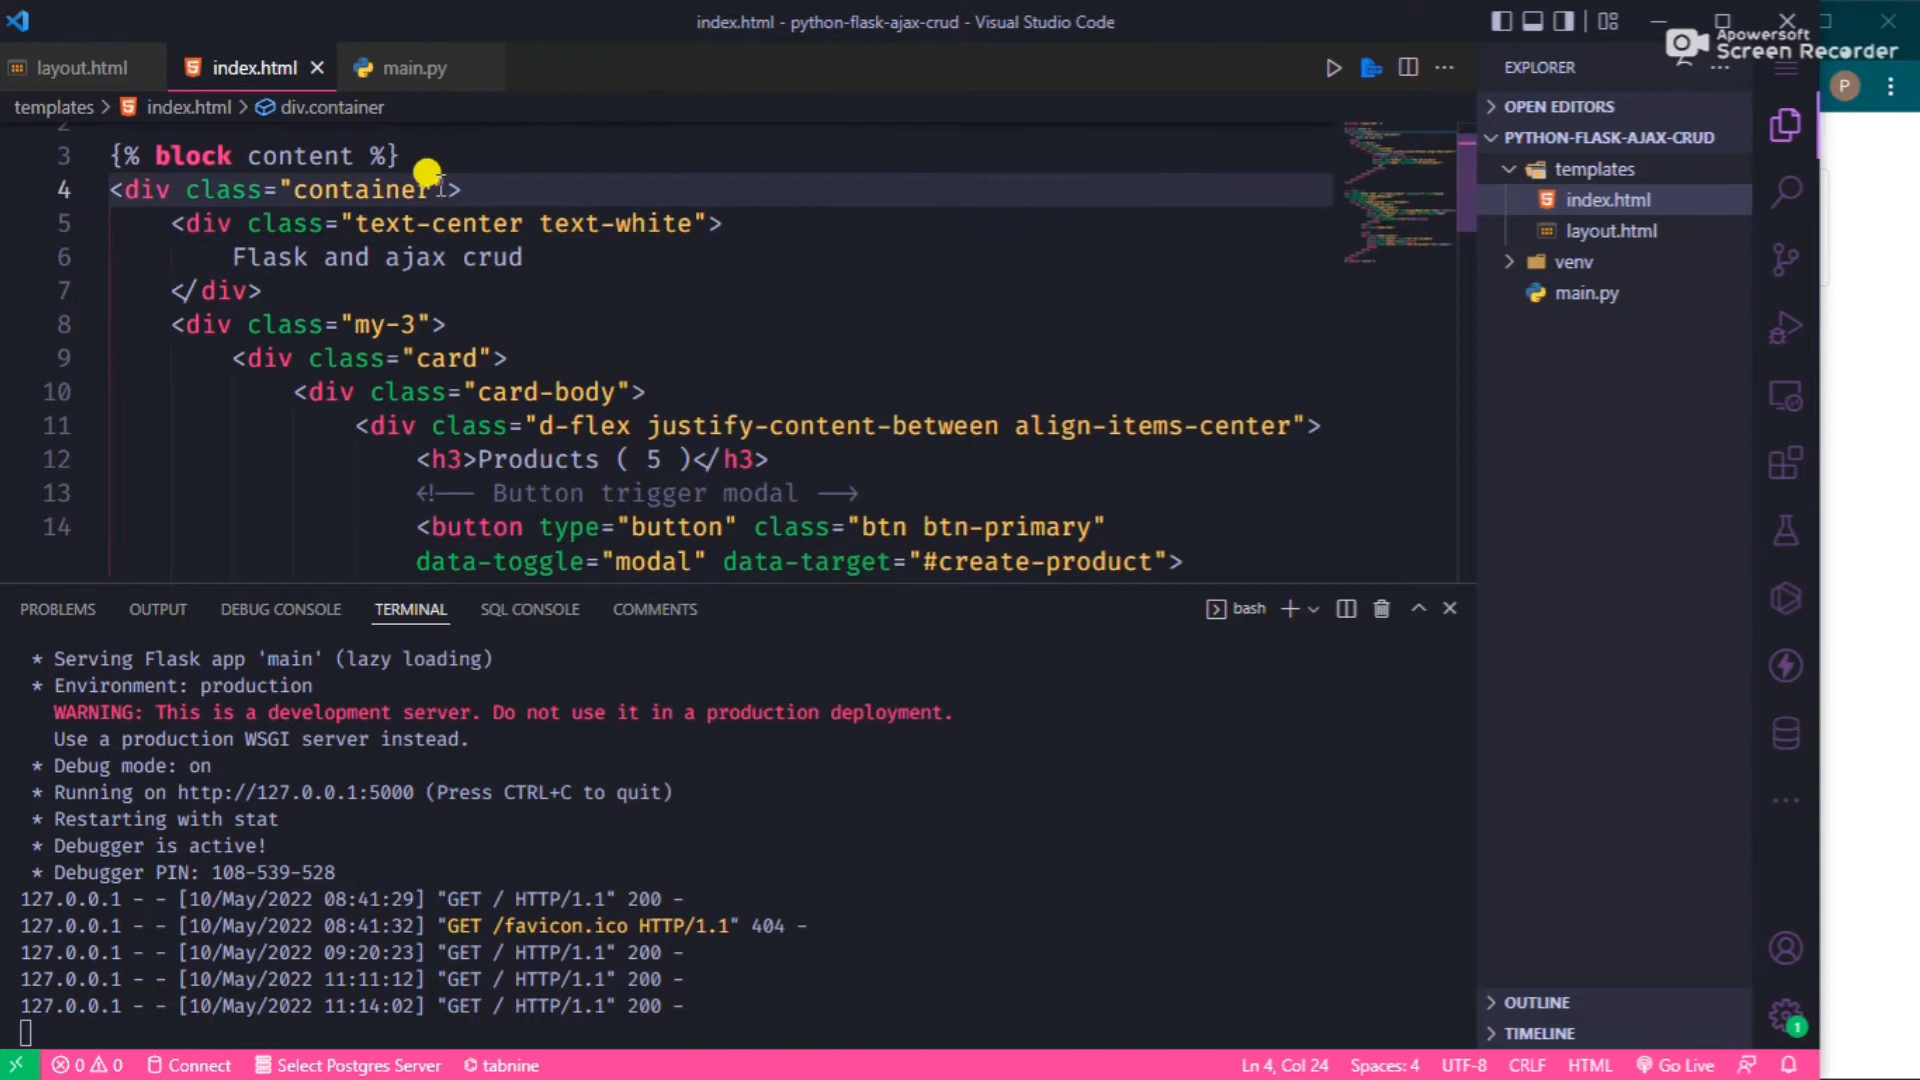 index.html - python-flask-ajax-crud - Visual Studio Code
Apowersoft
Screen Recorder
layout.html
index.html
main.py
EXPLORER
P
templates > index.html > div.container
OPEN EDITORS
PYTHON-FLASK-AJAX-CRUD
templates
index.html
layout.html
venv
main.py
2
3 {% block content %}
4 <div class="container">
5 <div class="text-center text-white">
6 Flask and ajax crud
7 </div>
8 <div class="my-3">
9 <div class="card">
10 <div class="card-body">
11 <div class="d-flex justify-content-between align-items-center">
12 <h3>Products ( 5 )</h3>
13 <!-- Button trigger modal -->
14 <button type="button" class="btn btn-primary"
data-toggle="modal" data-target="#create-product">
PROBLEMS OUTPUT DEBUG CONSOLE TERMINAL SQL CONSOLE COMMENTS
bash
* Serving Flask app 'main' (lazy loading)
* Environment: production
WARNING: This is a development server. Do not use it in a production deployment.
Use a production WSGI server instead.
* Debug mode: on
* Running on http://127.0.0.1:5000 (Press CTRL+C to quit)
* Restarting with stat
* Debugger is active!
* Debugger PIN: 108-539-528
127.0.0.1 - - [10/May/2022 08:41:29] "GET / HTTP/1.1" 200 -
127.0.0.1 - - [10/May/2022 08:41:32] "GET /favicon.ico HTTP/1.1" 404 -
127.0.0.1 - - [10/May/2022 09:20:23] "GET / HTTP/1.1" 200 -
127.0.0.1 - - [10/May/2022 11:11:12] "GET / HTTP/1.1" 200 -
127.0.0.1 - - [10/May/2022 11:14:02] "GET / HTTP/1.1" 200 -
OUTLINE
TIMELINE
1
0 0 Connect Select Postgres Server tabnine
Ln 4, Col 24 Spaces: 4 UTF-8 CRLF HTML Go Live